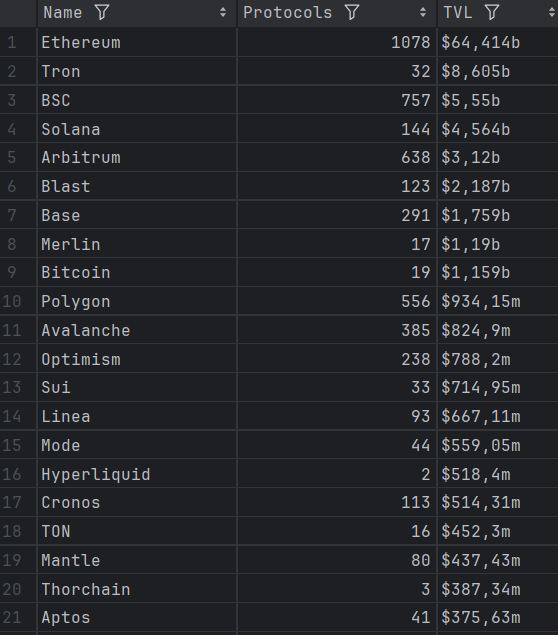 Name Protocols TVL
1 Ethereum 1078 $64,414b
2 Tron 32 $8,605b
3 BSC 757 $5,55b
4 Solana 144 $4,564b
5 Arbitrum 638 $3,12b
6 Blast 123 $2,187b
7 Base 291 $1,759b
8 Merlin 17 $1,19b
9 Bitcoin 19 $1,159b
10 Polygon 556 $934,15m
11 Avalanche 385 $824,9m
12 Optimism 238 $788,2m
13 Sui 33 $714,95m
14 Linea 93 $667,11m
15 Mode 44 $559,05m
16 Hyperliquid 2 $518,4m
17 Cronos 113 $514,31m
18 TON 16 $452,3m
19 Mantle 80 $437,43m
20 Thorchain 3 $387,34m
21 Aptos 41 $375,63m